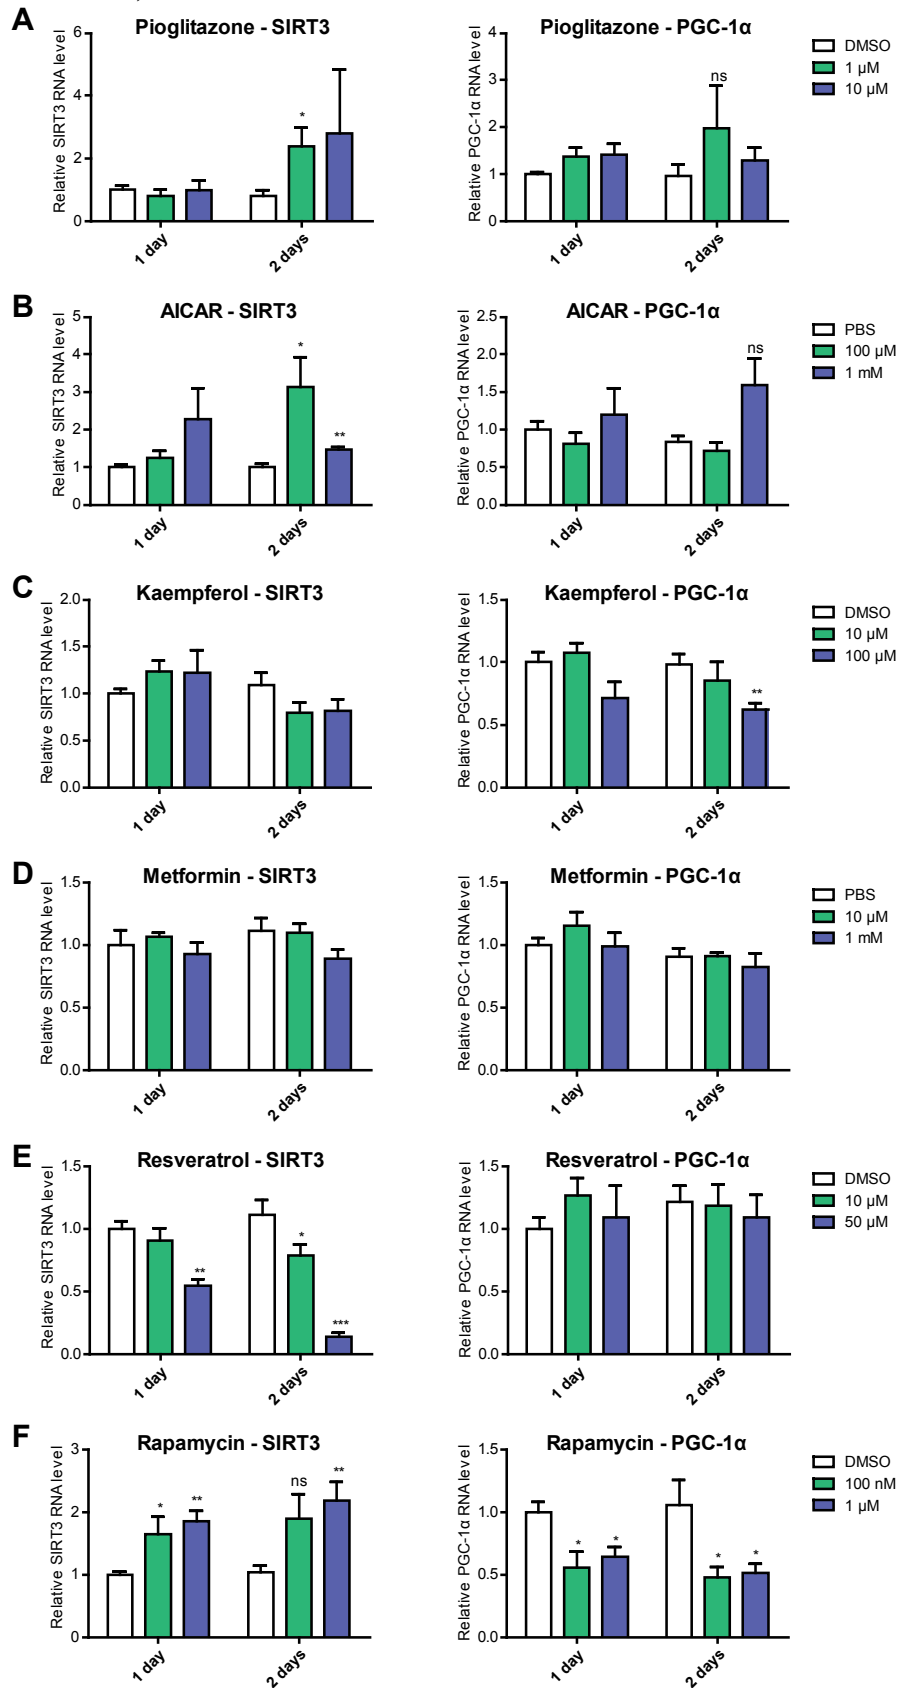 A
Pioglitazone - SIRT3
Relative SIRT3 RNA level
6
4
2
0
*
1 day
2 days
Pioglitazone - PGC-1α
Relative PGC-1α RNA level
4
3
2
1
0
ns
1 day
2 days
DMSO
1 µM
10 µM
B
AICAR - SIRT3
Relative SIRT3 RNA level
5
4
3
2
1
0
*
**
1 day
2 days
AICAR - PGC-1α
Relative PGC-1α RNA level
2.5
2.0
1.5
1.0
0.5
0.0
ns
1 day
2 days
PBS
100 µM
1 mM
C
Kaempferol - SIRT3
Relative SIRT3 RNA level
2.0
1.5
1.0
0.5
0.0
1 day
2 days
Kaempferol - PGC-1α
Relative PGC-1α RNA level
1.5
1.0
0.5
0.0
**
1 day
2 days
DMSO
10 µM
100 µM
D
Metformin - SIRT3
Relative SIRT3 RNA level
1.5
1.0
0.5
0.0
1 day
2 days
Metformin - PGC-1α
Relative PGC-1α RNA level
1.5
1.0
0.5
0.0
1 day
2 days
PBS
10 µM
1 mM
E
Resveratrol - SIRT3
Relative SIRT3 RNA level
1.5
1.0
0.5
0.0
**
*
***
1 day
2 days
Resveratrol - PGC-1α
Relative PGC-1α RNA level
1.5
1.0
0.5
0.0
1 day
2 days
DMSO
10 µM
50 µM
F
Rapamycin - SIRT3
Relative SIRT3 RNA level
3
2
1
0
*
**
ns
**
1 day
2 days
Rapamycin - PGC-1α
Relative PGC-1α RNA level
1.5
1.0
0.5
0.0
*
*
*
*
1 day
2 days
DMSO
100 nM
1 µM